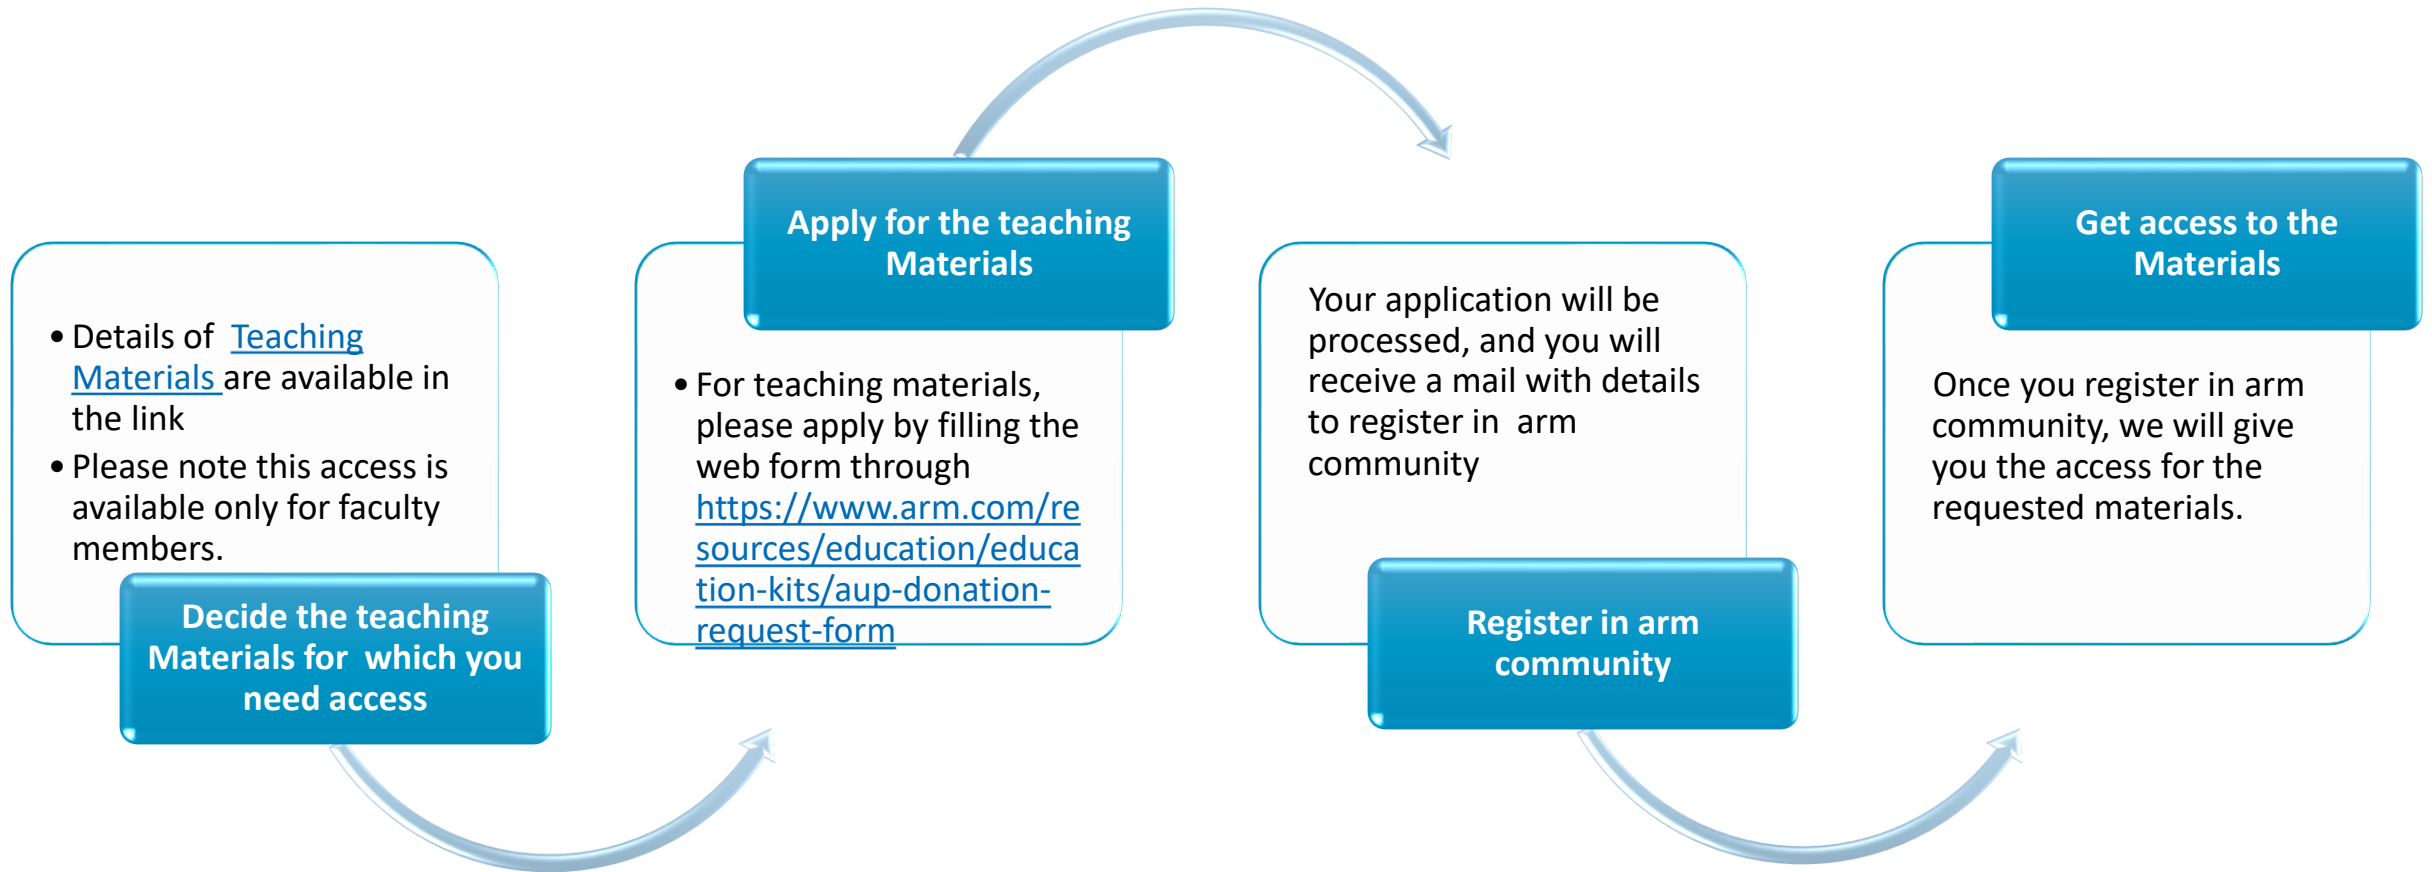 • Details of  Teaching
Materials are available in
the link
• Please note this access is
available only for faculty
members.
Decide the teaching
Materials for  which you
need access
Apply for the teaching
Materials
• For teaching materials,
please apply by filling the
web form through
https://www.arm.com/re
sources/education/educa
tion-kits/aup-donation-
request-form
Your application will be
processed, and you will
receive a mail with details
to register in  arm
community
Register in arm
community
Get access to the
Materials
Once you register in arm
community, we will give
you the access for the
requested materials.